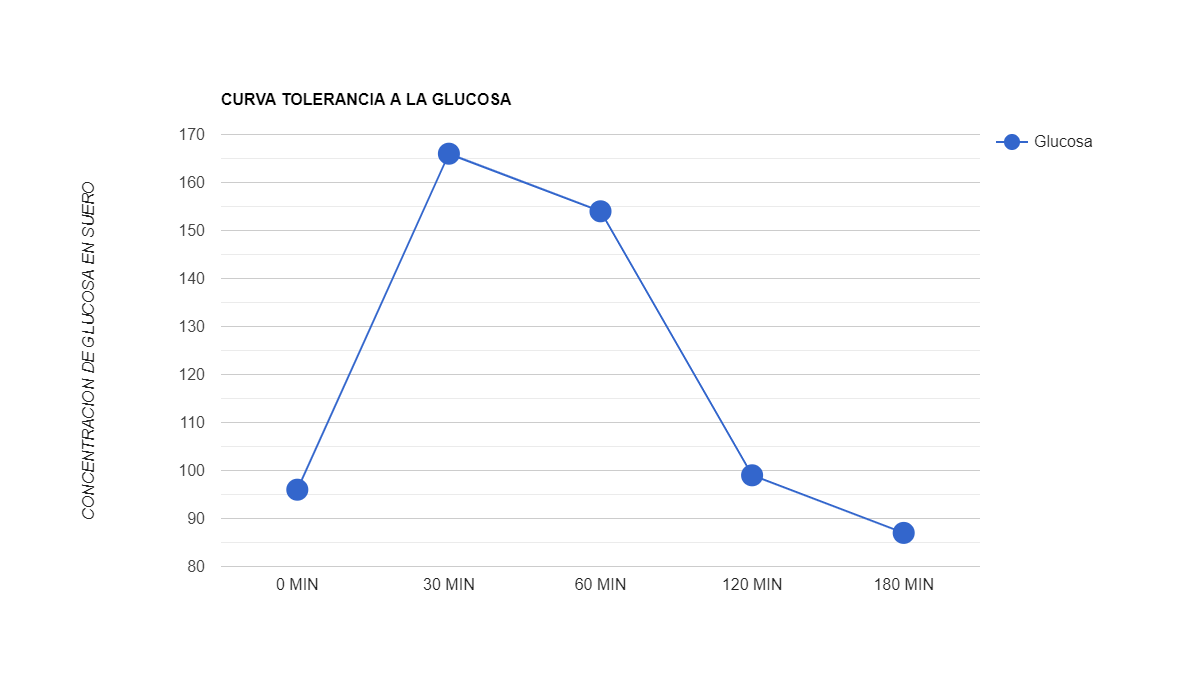 CURVA TOLERANCIA A LA GLUCOSA
Glucosa
CONCENTRACION DE GLUCOSA EN SUERO
170
160
150
140
130
120
110
100
90
80
0 MIN
30 MIN
60 MIN
120 MIN
180 MIN